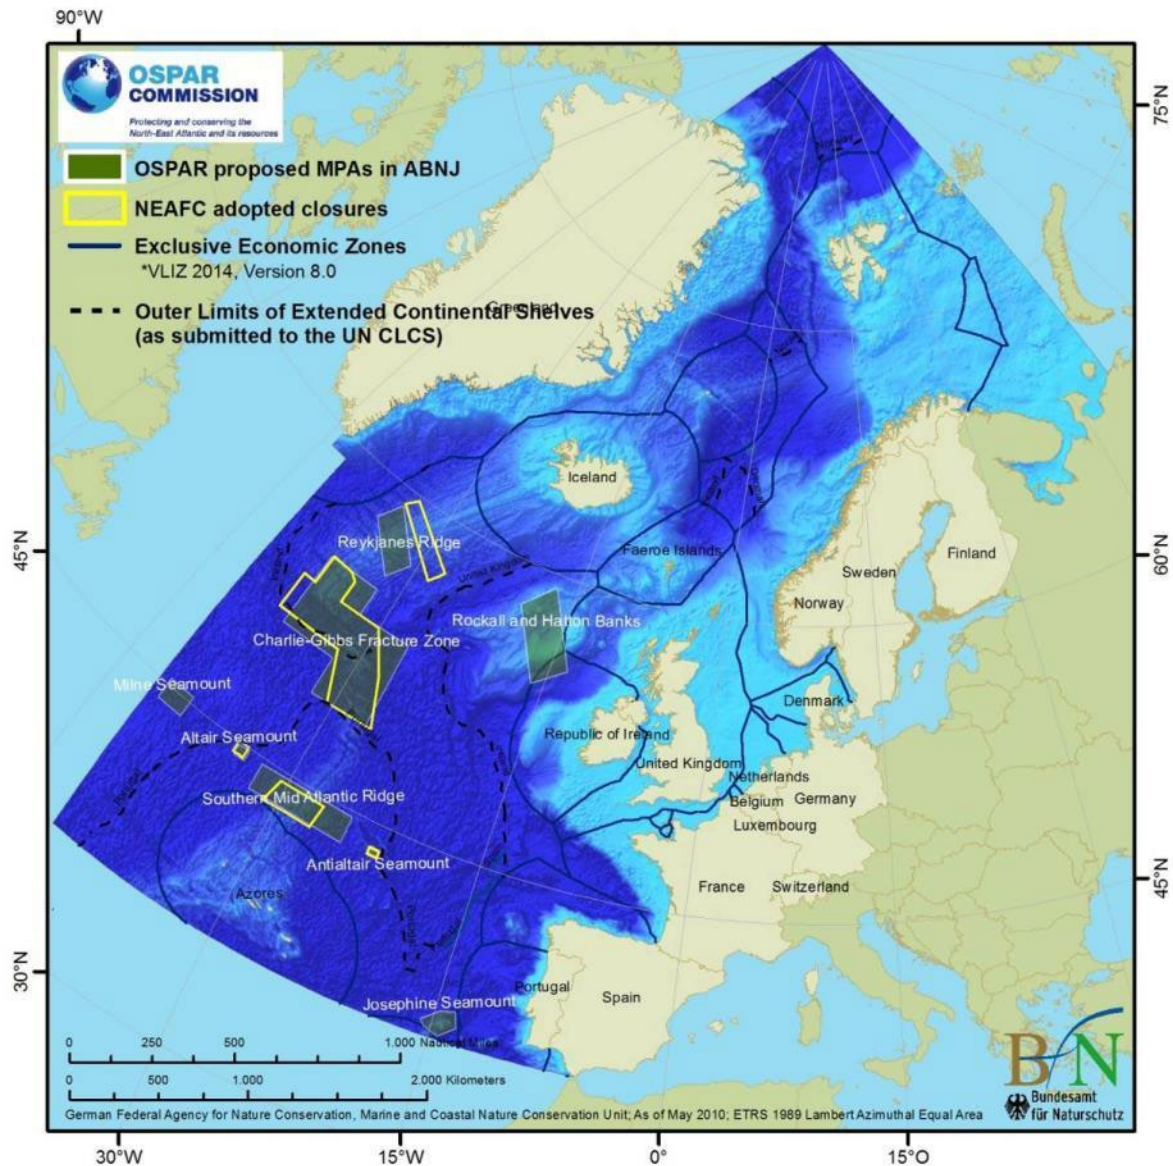 90°W
OSPAR
COMMISSION
Protecting and conserving the
North-East Atlantic and its resources
OSPAR proposed MPAs in ABNJ
NEAFC adopted closures
Exclusive Economic Zones
*VLIZ 2014, Version 8.0
Outer Limits of Extended Continental Shelves
(as submitted to the UN CLCS)
75°N
Norway
Greenland
Iceland
45°N
Reykjanes Ridge
United Kingdom
Faeroe Islands
60°N
Finland
Sweden
Norway
Rockall and Hatton Banks
Charlie-Gibbs Fracture Zone
Milne Seamount
Altair Seamount
Denmark
Republic of Ireland
United Kingdom
Netherlands
Belgium
Germany
Luxembourg
Portugal
Southern Mid Atlantic Ridge
Antialtair Seamount
France
Switzerland
45°N
Azores
Portugal
Portugal
30°N
Portugal
Spain
Josephine Seamount
0 250 500 1.000 Nautical Miles
0 500 1.000 2.000 Kilometers
BfN
Bundesamt
für Naturschutz
German Federal Agency for Nature Conservation, Marine and Coastal Nature Conservation Unit; As of May 2010; ETRS 1989 Lambert Azimuthal Equal Area
30°W
15°W
0°
15°O